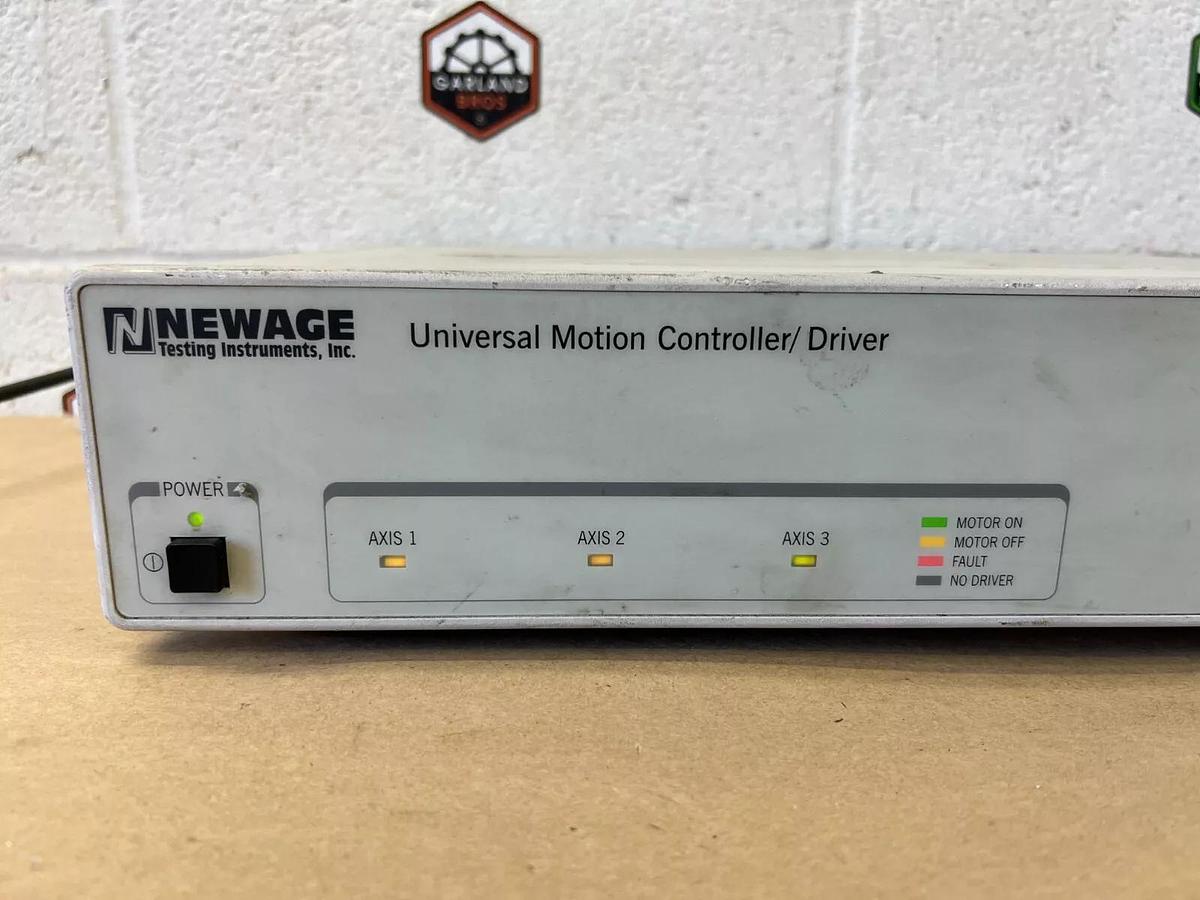 GARLAND
BROS
NEWAGE
Testing Instruments, Inc.
Universal Motion Controller/Driver
POWER
AXIS 1
AXIS 2
AXIS 3
MOTOR ON
MOTOR OFF
FAULT
NO DRIVER